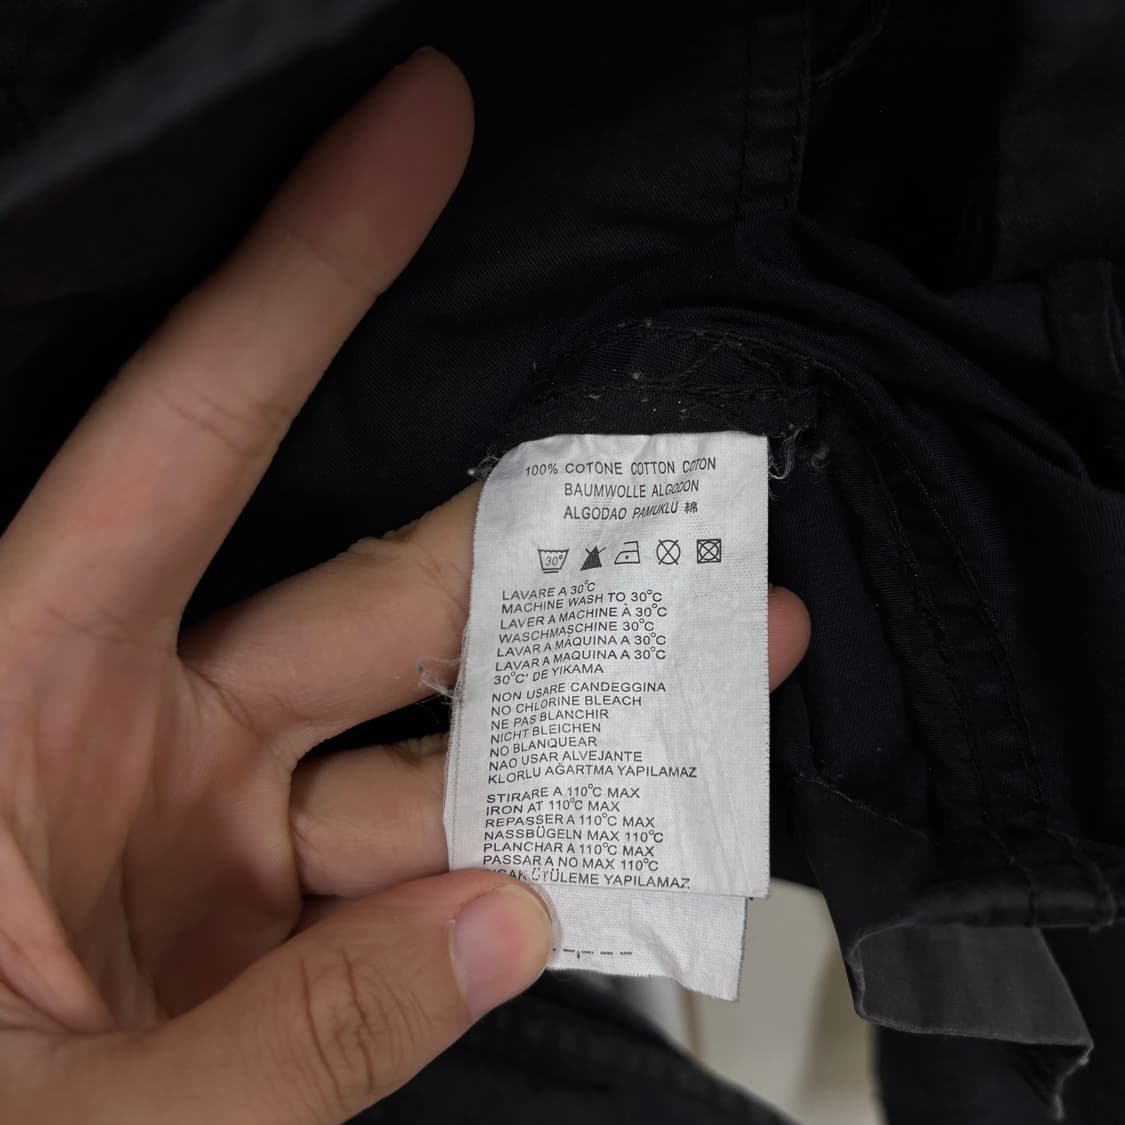 100% COTONE COTTON COTON
BAUMWOLLE ALGODON
ALGODAO PAMUKLU 綿
30°
LAVARE A 30°C
MACHINE WASH TO 30°C
LAVER A MACHINE À 30°C
WASCHMASCHINE 30°C
LAVAR A MÁQUINA A 30°C
LAVAR A MAQUINA A 30°C
30°C' DE YIKAMA
NON USARE CANDEGGINA
NO CHLORINE BLEACH
NE PAS BLANCHIR
NICHT BLEICHEN
NO BLANQUEAR
NAO USAR ALVEJANTE
KLORLU AĞARTMA YAPILAMAZ
STIRARE A 110°C MAX
IRON AT 110°C MAX
REPASSER A 110°C MAX
NASSBÜGELN MAX 110°C
PLANCHAR A 110°C MAX
PASSAR A NO MAX 110°C
ÜTÜLEME YAPILAMAZ